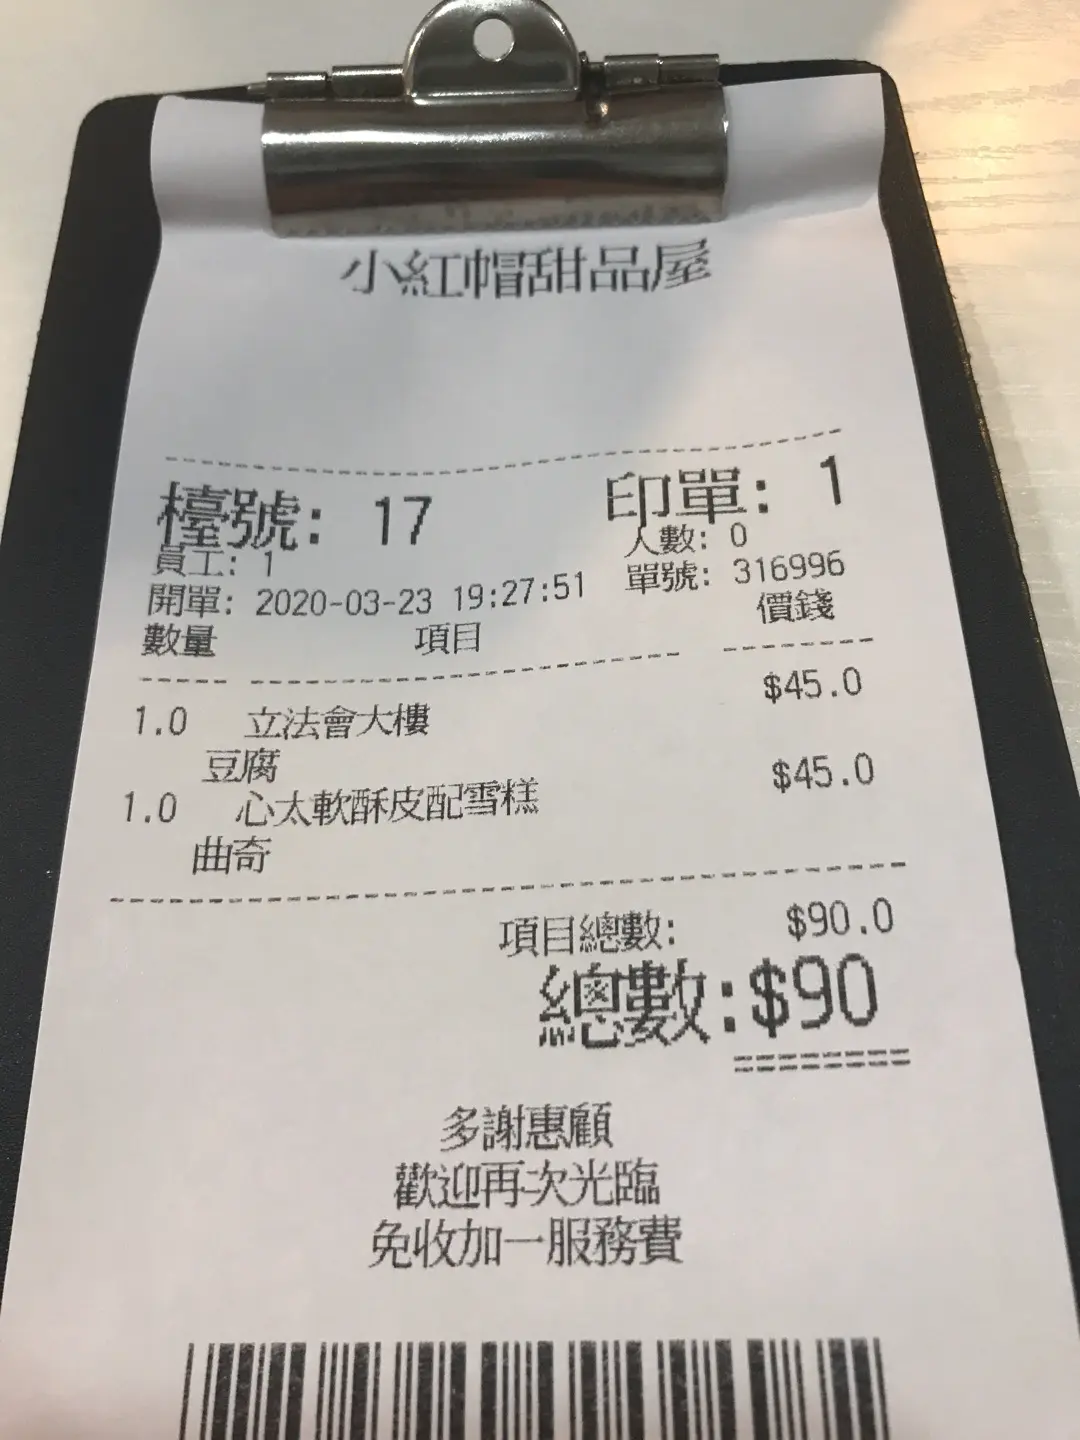 小紅帽甜品屋
檯號: 17 印單: 1
員工: 1 人數: 0
開單: 2020-03-23 19:27:51 單號: 316996
數量 項目 價錢
1.0 立法會大樓 $45.0
豆腐
1.0 心太軟酥皮配雪糕 $45.0
曲奇
項目總數: $90.0
總數:$90
多謝惠顧
歡迎再次光臨
免收加一服務費